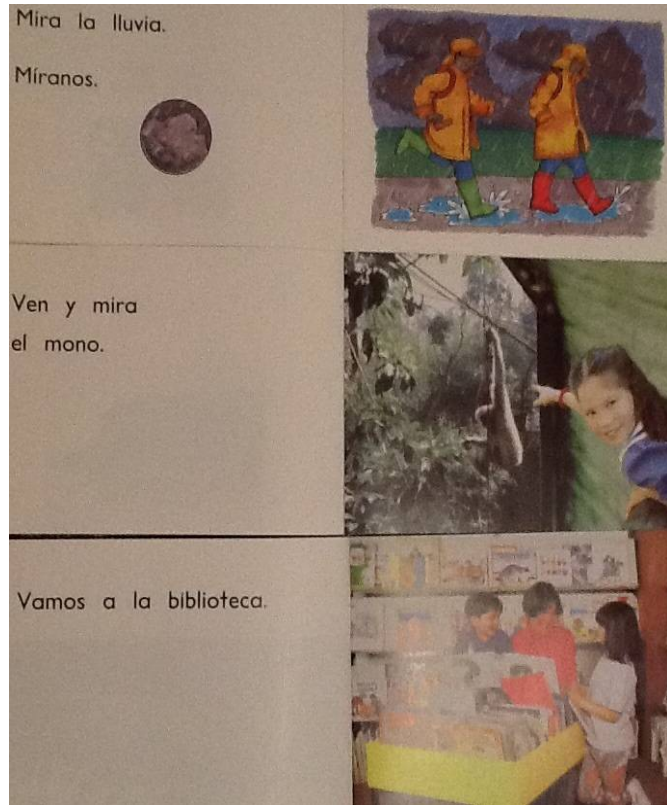 Mira la lluvia.
Míranos.
Ven y mira
el mono.
Vamos a la biblioteca.